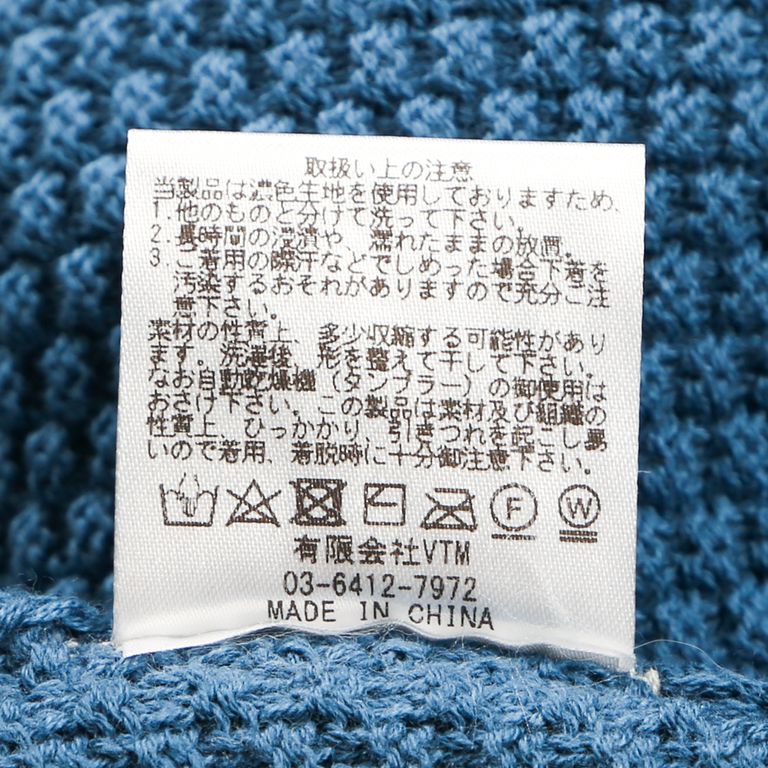 取扱い上の注意
当製品は濃色生地を使用しておりますため、
1.他のものと分けて洗って下さい。
2.長時間の浸漬や、濡れたままの放置。
3.ご着用の際汗などでしめった場合下着を
汚染するおそれがありますので充分ご注
意下さい。
素材の性質上、多少収縮する可能性があり
ます。洗濯後、形を整えて干して下さい。
なお自動乾燥機(タンブラー)の御使用は
おさけ下さい。この製品は素材及び組織の
性質上、ひっかかり、引きつれを起こし易
いので着用、着脱時に十分御注意下さい。
F W
有限会社VTM
03-6412-7972
MADE IN CHINA